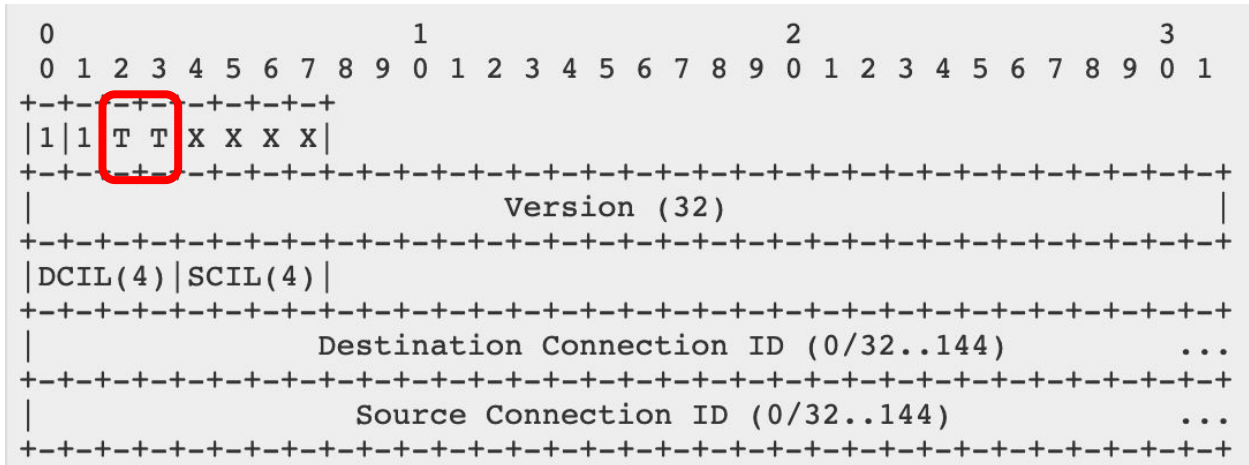 0                   1                   2                   3
 0 1 2 3 4 5 6 7 8 9 0 1 2 3 4 5 6 7 8 9 0 1 2 3 4 5 6 7 8 9 0 1
+-+-+-+-+-+-+-+-+
|1|1|T T|X X X X|
+-+-+-+-+-+-+-+-+-+-+-+-+-+-+-+-+-+-+-+-+-+-+-+-+-+-+-+-+-+-+-+-+
|                         Version (32)                          |
+-+-+-+-+-+-+-+-+-+-+-+-+-+-+-+-+-+-+-+-+-+-+-+-+-+-+-+-+-+-+-+-+
|DCIL(4)|SCIL(4)|
+-+-+-+-+-+-+-+-+-+-+-+-+-+-+-+-+-+-+-+-+-+-+-+-+-+-+-+-+-+-+-+-+
|               Destination Connection ID (0/32..144)         ...
+-+-+-+-+-+-+-+-+-+-+-+-+-+-+-+-+-+-+-+-+-+-+-+-+-+-+-+-+-+-+-+-+
|                 Source Connection ID (0/32..144)            ...
+-+-+-+-+-+-+-+-+-+-+-+-+-+-+-+-+-+-+-+-+-+-+-+-+-+-+-+-+-+-+-+-+